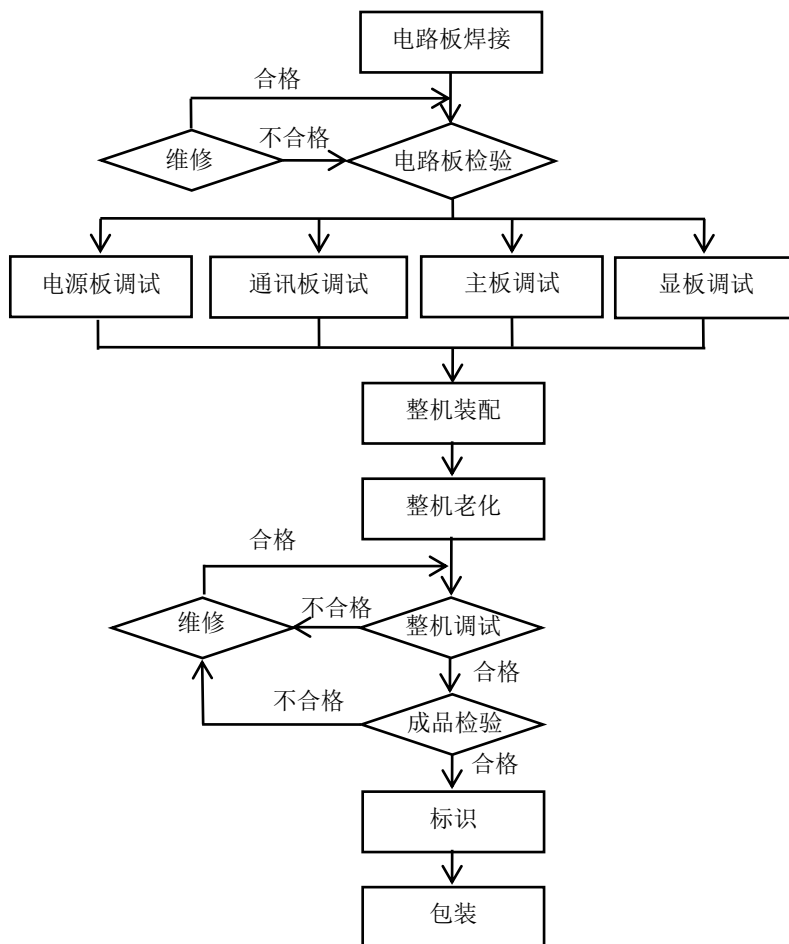 电路板焊接
合格
不合格
维修
电路板检验
电源板调试
通讯板调试
主板调试
显板调试
整机装配
整机老化
合格
不合格
维修
整机调试
合格
不合格
成品检验
合格
标识
包装